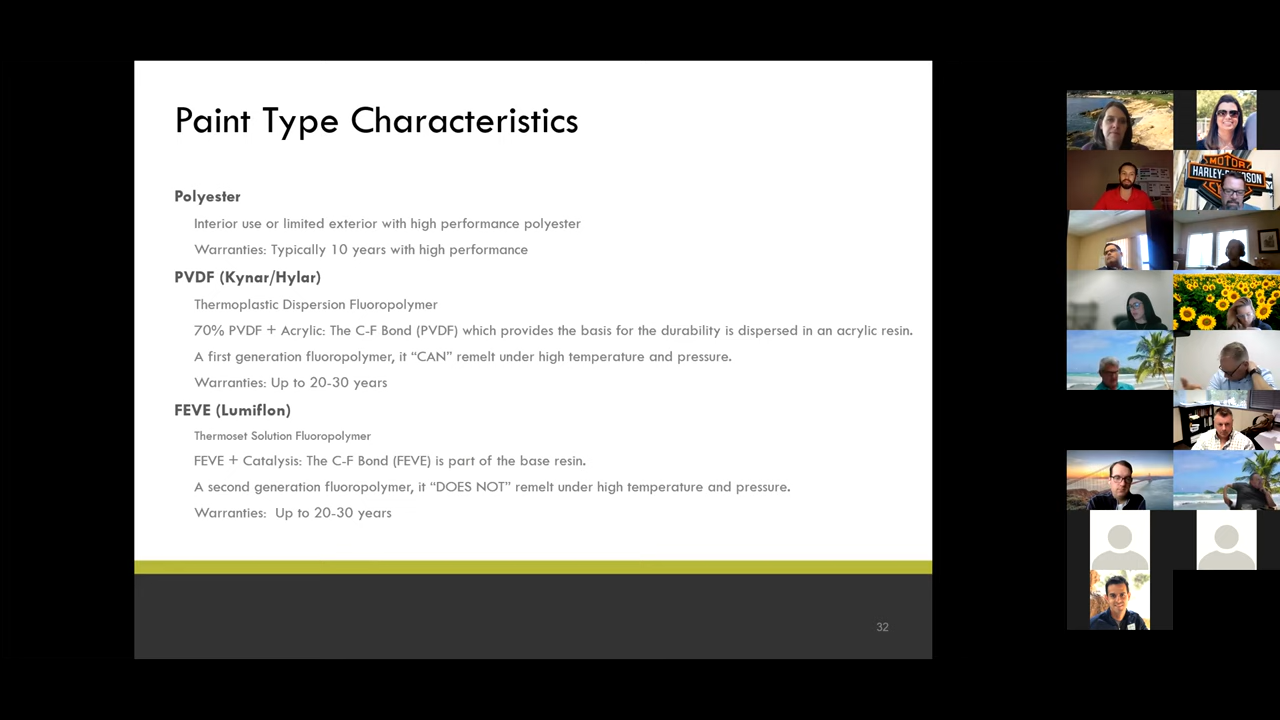 Paint Type Characteristics
Polyester
Interior use or limited exterior with high performance polyester
Warranties: Typically 10 years with high performance
PVDF (Kynar/Hylar)
Thermoplastic Dispersion Fluoropolymer
70% PVDF + Acrylic: The C-F Bond (PVDF) which provides the basis for the durability is dispersed in an acrylic resin.
A first generation fluoropolymer, it “CAN” remelt under high temperature and pressure.
Warranties: Up to 20-30 years
FEVE (Lumiflon)
Thermoset Solution Fluoropolymer
FEVE + Catalysis: The C-F Bond (FEVE) is part of the base resin.
A second generation fluoropolymer, it “DOES NOT” remelt under high temperature and pressure.
Warranties:  Up to 20-30 years
32
MOTOR
HARLEY-DAVIDSON